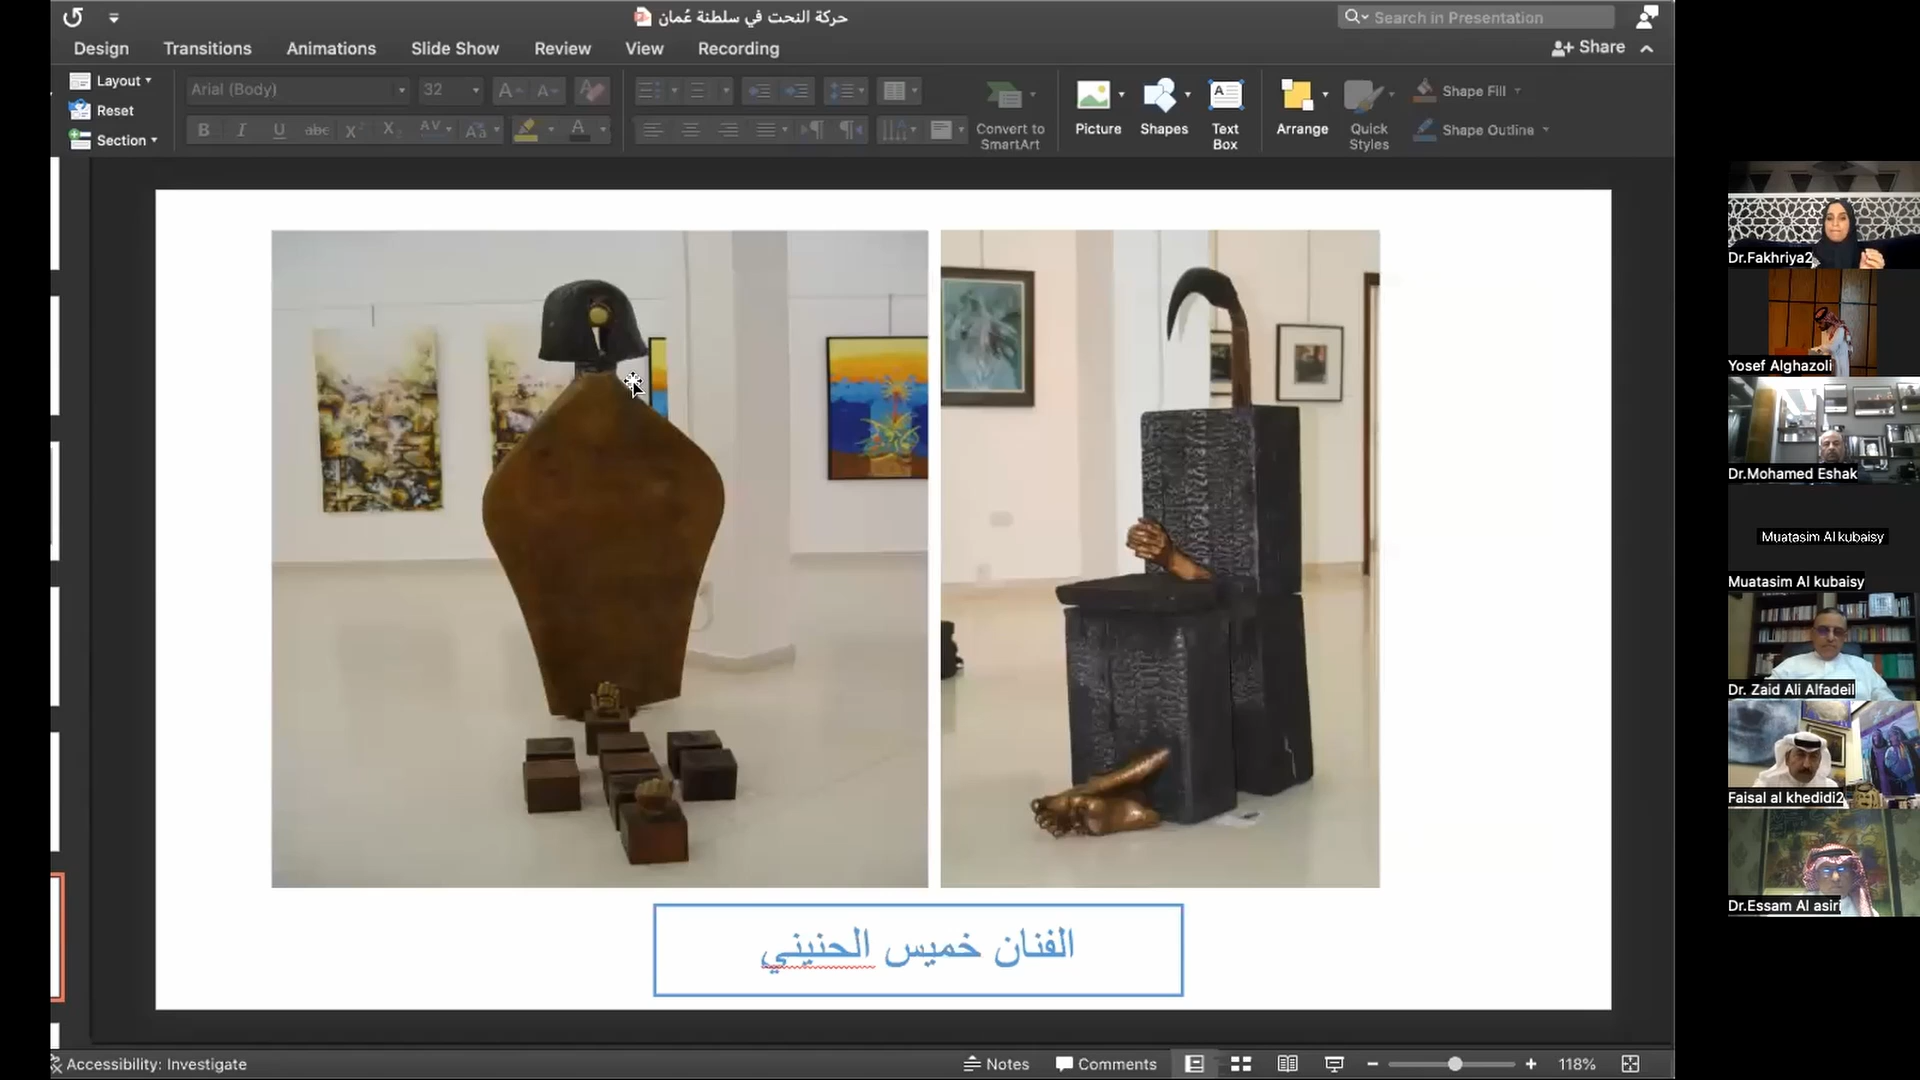 حركة النحت في سلطنة عُمان
Search in Presentation
Design Transitions Animations Slide Show Review View Recording
Share
Layout
Reset
Section
Arial (Body) 32
Convert to SmartArt
Picture
Shapes
Text Box
Arrange
Quick Styles
Shape Fill
Shape Outline
الفنان خميس الحنيني
Dr.Fakhriya2
Yosef Alghazoli
Dr.Mohamed Eshak
Muatasim Al kubaisy
Muatasim Al kubaisy
Dr. Zaid Ali Alfadeil
Faisal al khedidi2
Dr.Essam Al asiri
Accessibility: Investigate
Notes Comments 118%